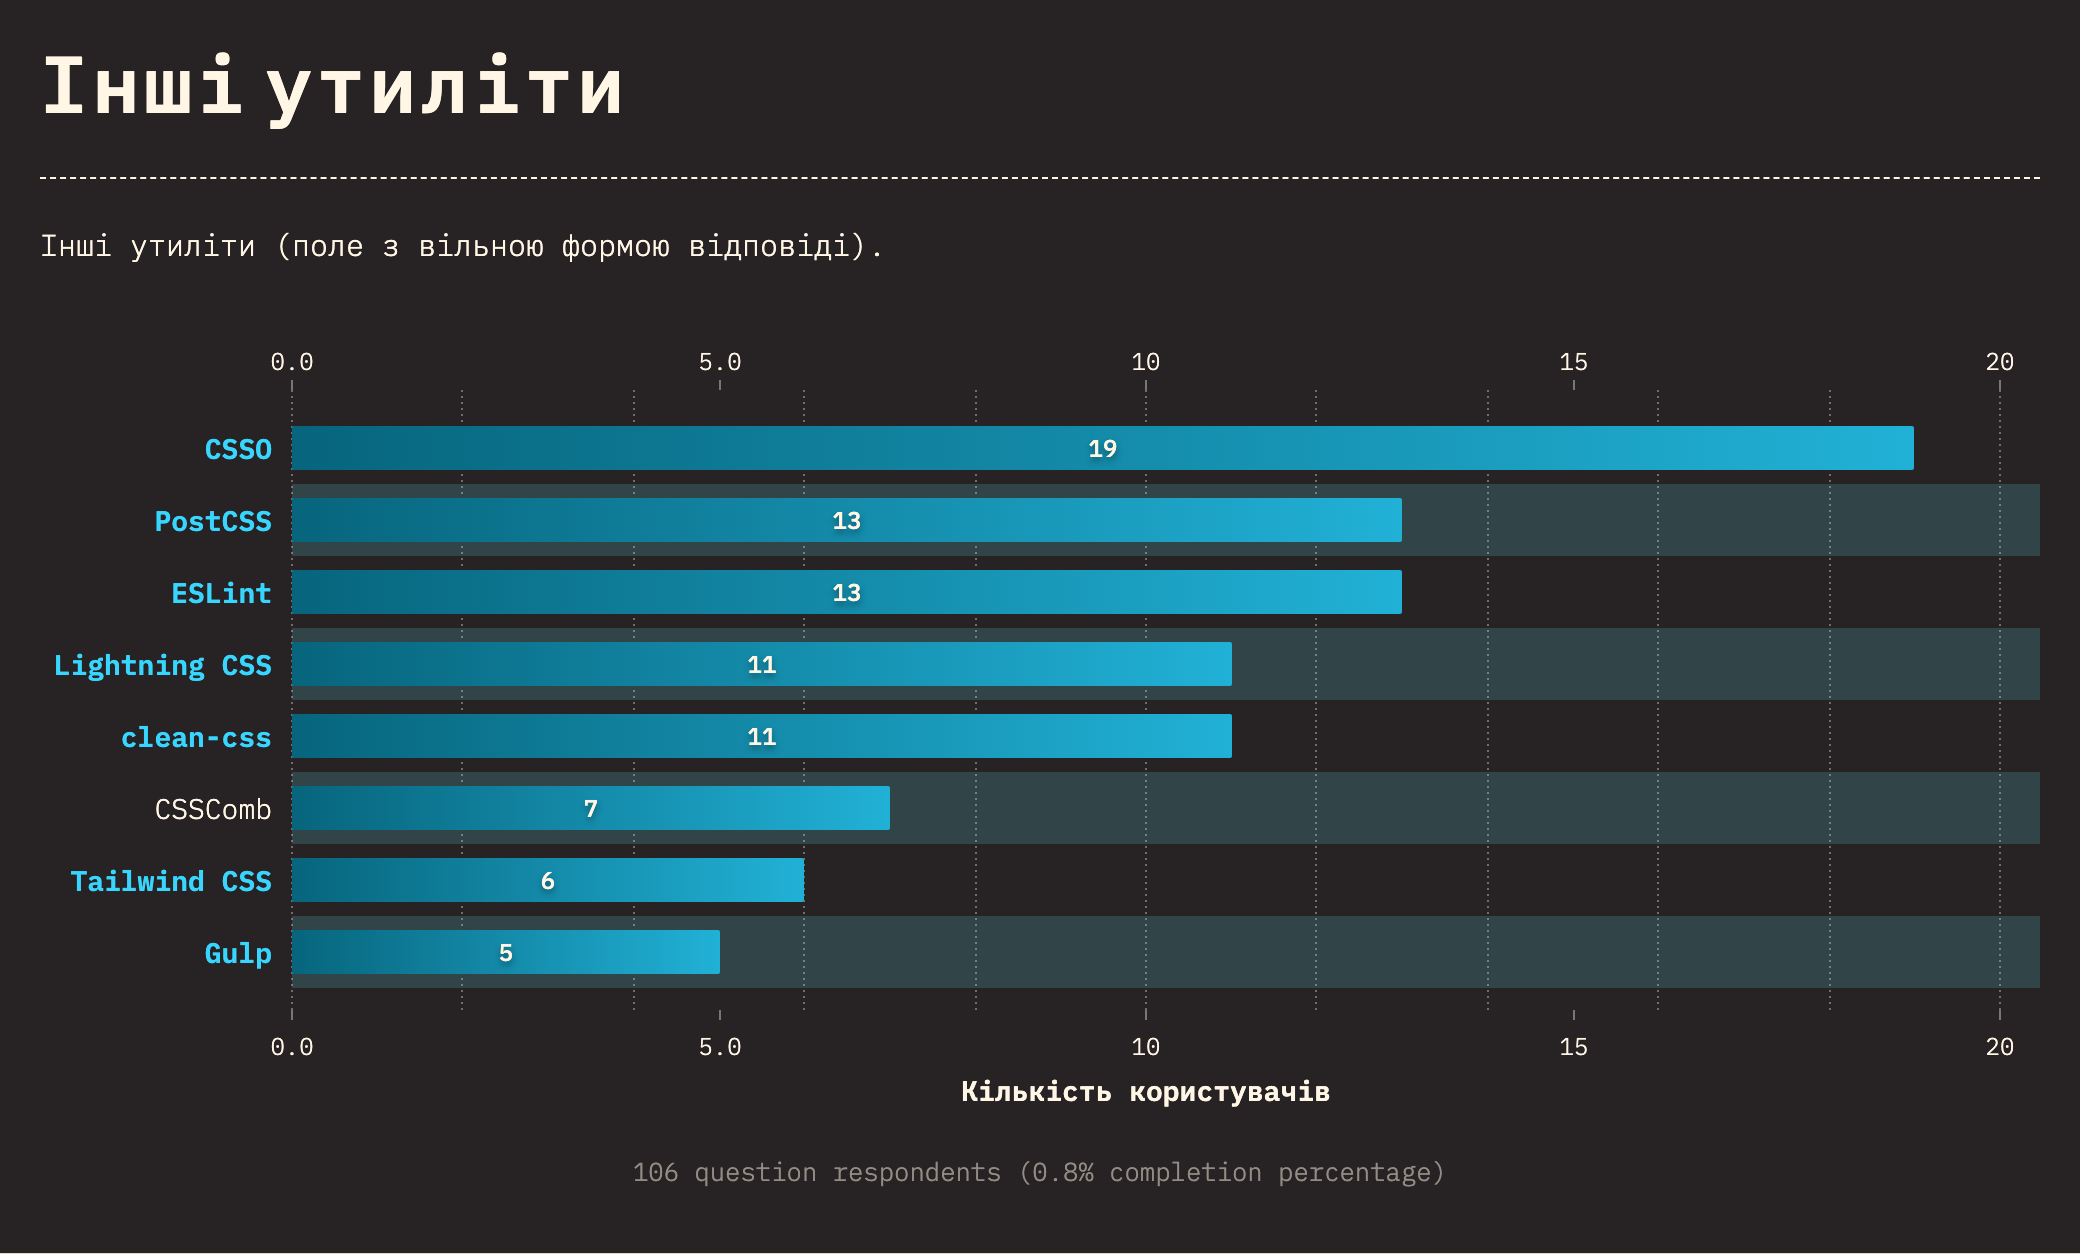 Інші утиліти
Інші утиліти (поле з вільною формою відповіді).
0.0 5.0 10 15 20
CSSO 19
PostCSS 13
ESLint 13
Lightning CSS 11
clean-css 11
CSSComb 7
Tailwind CSS 6
Gulp 5
0.0 5.0 10 15 20
Кількість користувачів
106 question respondents (0.8% completion percentage)